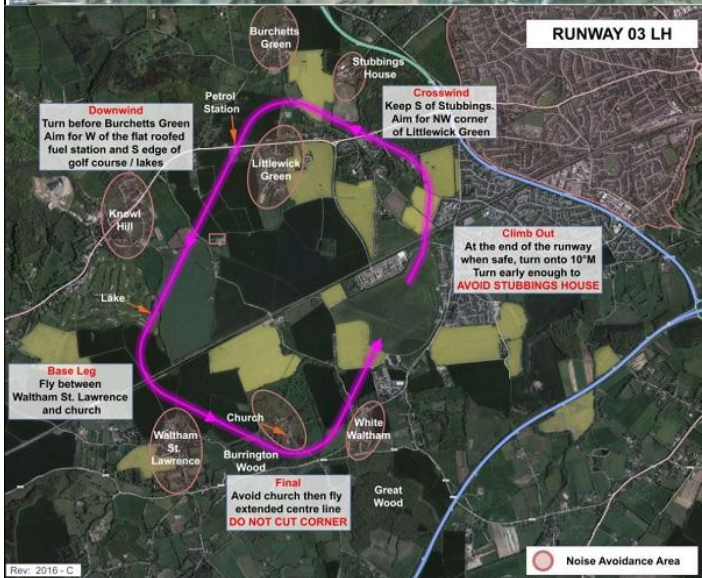 RUNWAY 03 LH
Burchetts
Green
Stubbings
House
Petrol
Station
Downwind
Turn before Burchetts Green
Aim for W of the flat roofed
fuel station and S edge of
golf course / lakes
Crosswind
Keep S of Stubbings.
Aim for NW corner
of Littlewick Green
Littlewick
Green
Knowl
Hill
Climb Out
At the end of the runway
when safe, turn onto 10°M
Turn early enough to
AVOID STUBBINGS HOUSE
Lake
Base Leg
Fly between
Waltham St. Lawrence
and church
Church
White
Waltham
Waltham
St.
Lawrence
Burrington
Wood
Final
Avoid church then fly
extended centre line
DO NOT CUT CORNER
Great
Wood
Rev: 2016 - C
Noise Avoidance Area